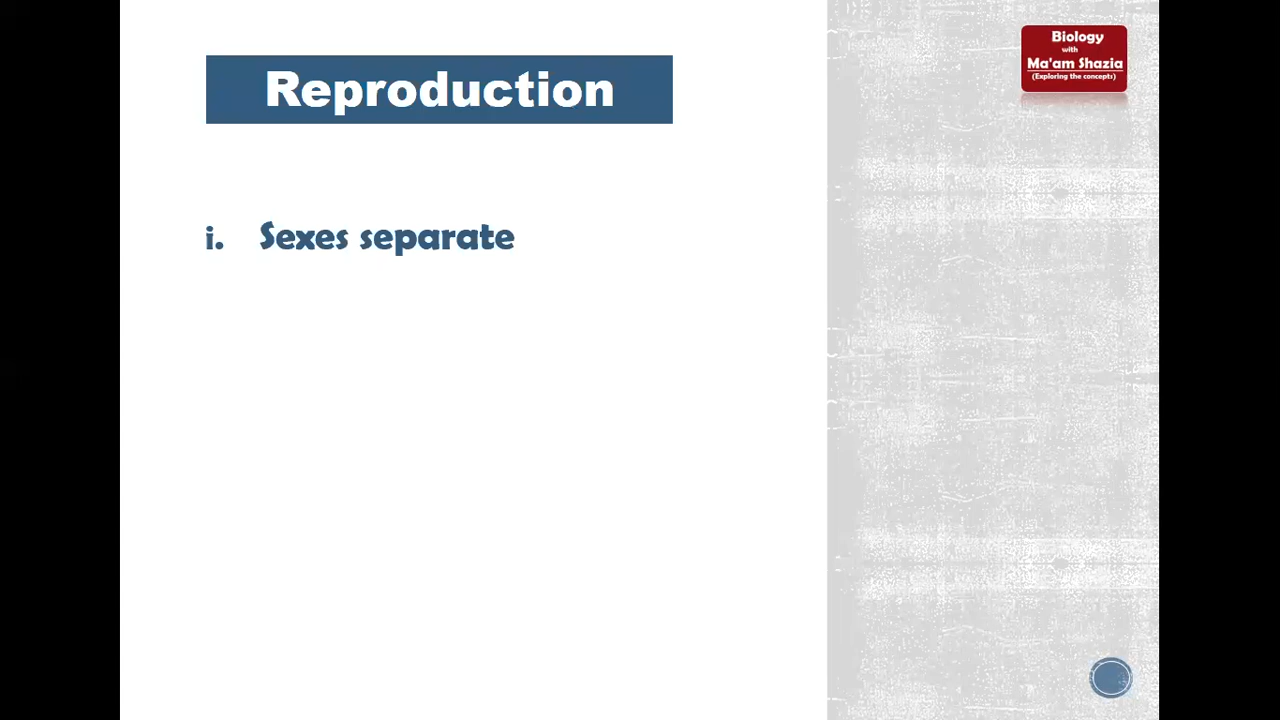 Biology
with
Ma'am Shazia
(Exploring the concepts)
Reproduction
i. Sexes separate